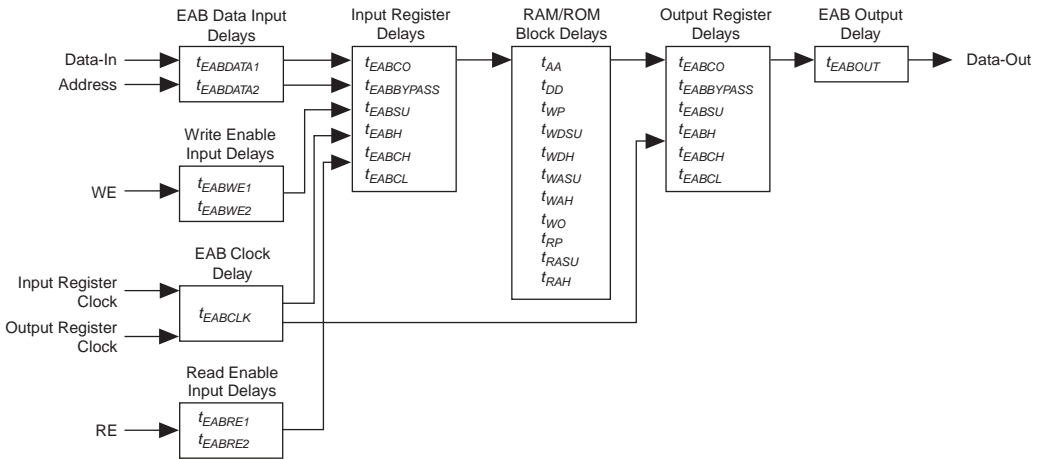 EAB Data Input
Delays
Data-In
Address
tEABDATA1
tEABDATA2
Write Enable
Input Delays
WE
tEABWE1
tEABWE2
EAB Clock
Delay
Input Register
Clock
Output Register
Clock
tEABCLK
Read Enable
Input Delays
RE
tEABRE1
tEABRE2
Input Register
Delays
tEABCO
tEABBYPASS
tEABSU
tEABH
tEABCH
tEABCL
RAM/ROM
Block Delays
tAA
tDD
tWP
tWDSU
tWDH
tWASU
tWAH
tWO
tRP
tRASU
tRAH
Output Register
Delays
tEABCO
tEABBYPASS
tEABSU
tEABH
tEABCH
tEABCL
EAB Output
Delay
tEABOUT
Data-Out